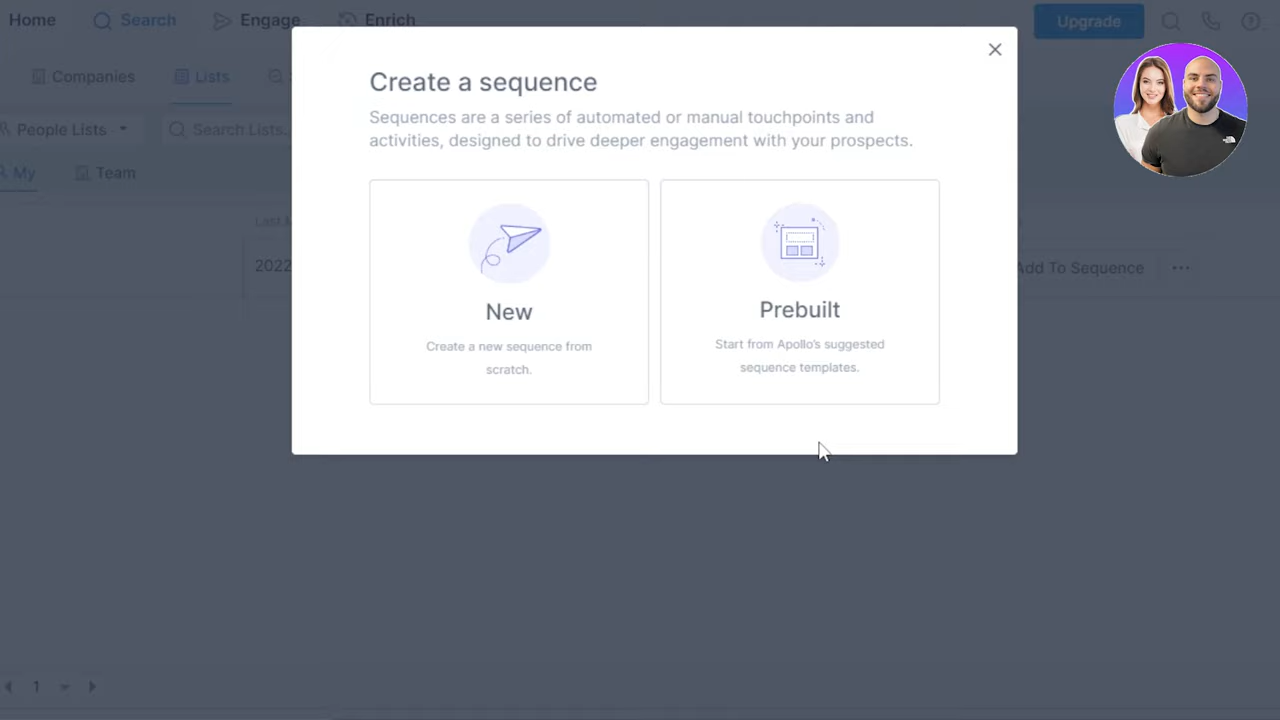 Home
Search
Engage
Enrich
Upgrade
Companies
Lists
People Lists
Search Lists..
My
Team
2022
Add To Sequence
Create a sequence
Sequences are a series of automated or manual touchpoints and
activities, designed to drive deeper engagement with your prospects.
New
Create a new sequence from
scratch.
Prebuilt
Start from Apollo's suggested
sequence templates.
1